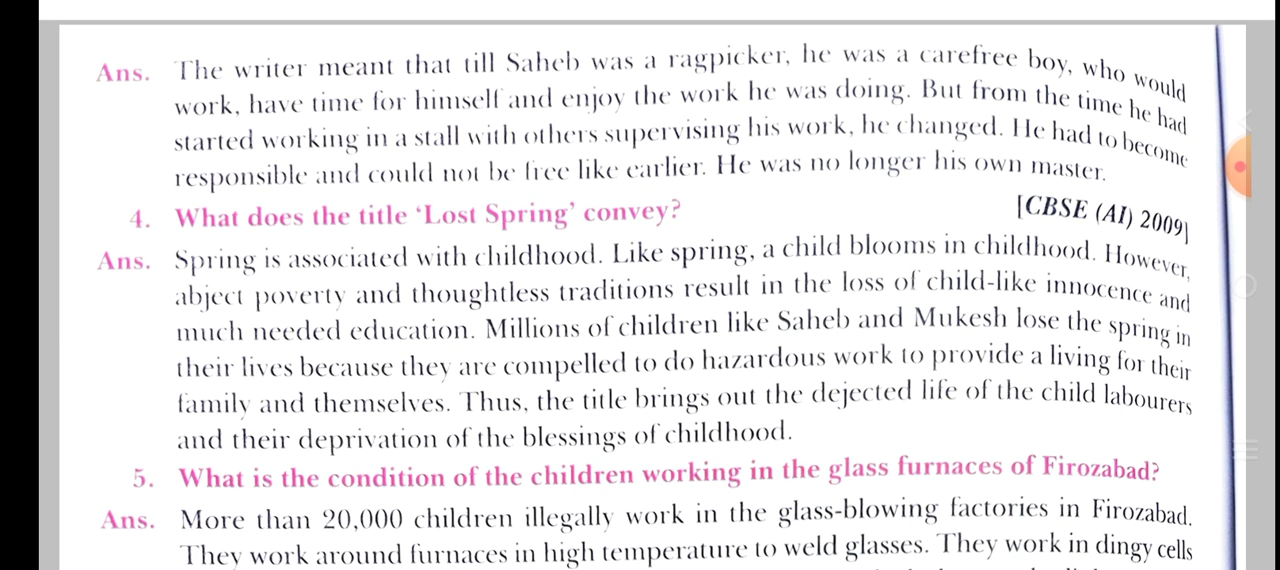 Ans. The writer meant that till Saheb was a ragpicker, he was a carefree boy, who would
work, have time for himself and enjoy the work he was doing. But from the time he had
started working in a stall with others supervising his work, he changed. He had to become
responsible and could not be free like earlier. He was no longer his own master.
4. What does the title ‘Lost Spring’ convey? [CBSE (AI) 2009]
Ans. Spring is associated with childhood. Like spring, a child blooms in childhood. However,
abject poverty and thoughtless traditions result in the loss of child-like innocence and
much needed education. Millions of children like Saheb and Mukesh lose the spring in
their lives because they are compelled to do hazardous work to provide a living for their
family and themselves. Thus, the title brings out the dejected life of the child labourers
and their deprivation of the blessings of childhood.
5. What is the condition of the children working in the glass furnaces of Firozabad?
Ans. More than 20,000 children illegally work in the glass-blowing factories in Firozabad.
They work around furnaces in high temperature to weld glasses. They work in dingy cells